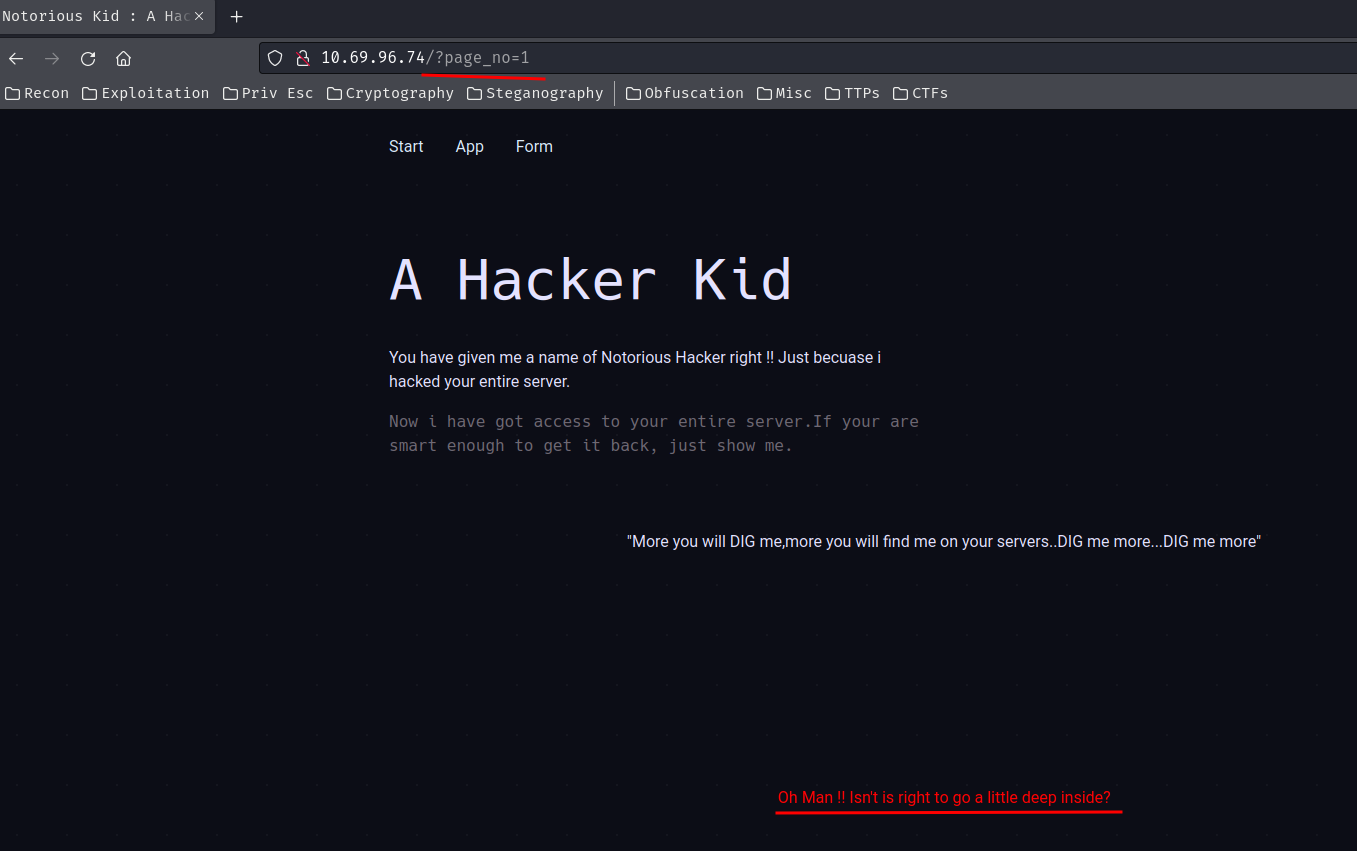 Notorious Kid : A Hac
10.69.96.74/?page_no=1
Recon Exploitation Priv Esc Cryptography Steganography Obfuscation Misc TTPs CTFs
Start App Form
A Hacker Kid
You have given me a name of Notorious Hacker right !! Just becuase i
hacked your entire server.
Now i have got access to your entire server.If your are
smart enough to get it back, just show me.
"More you will DIG me,more you will find me on your servers..DIG me more...DIG me more"
Oh Man !! Isn't is right to go a little deep inside?